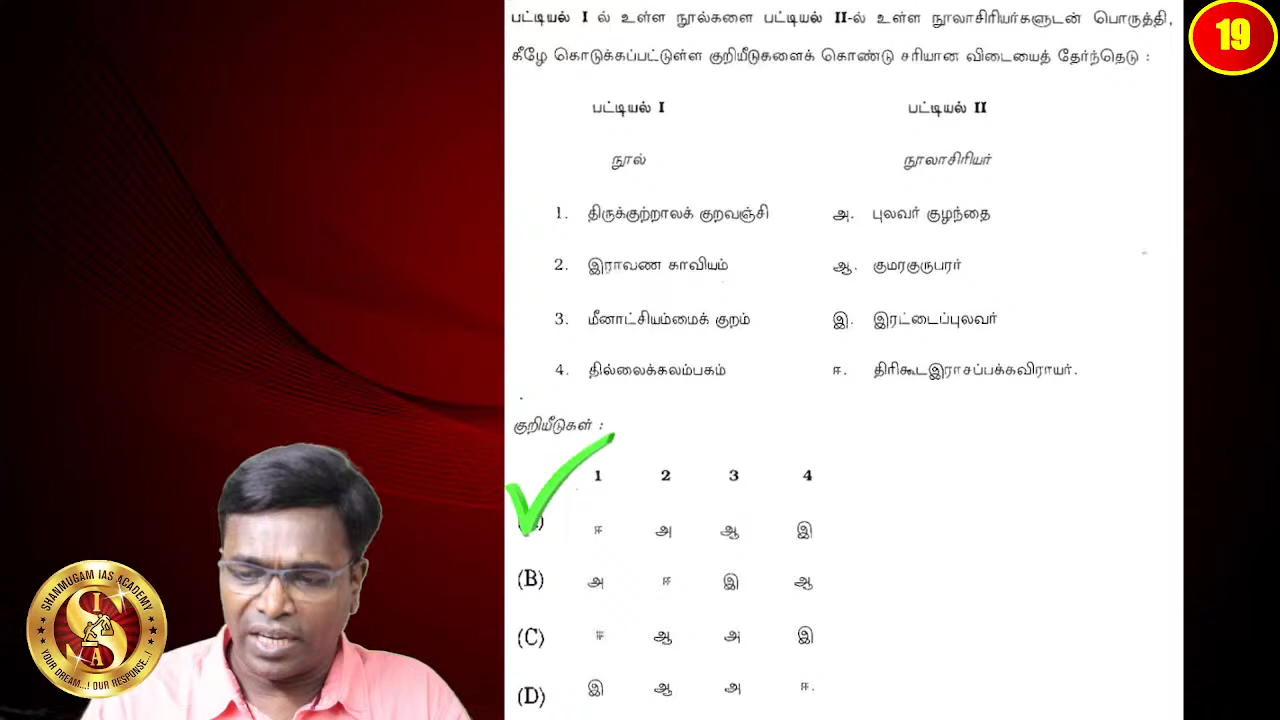 19
பட்டியல் I ல் உள்ள நூல்களை பட்டியல் II-ல் உள்ள நூலாசிரியர்களுடன் பொருத்தி,
கீழே கொடுக்கப்பட்டுள்ள குறியீடுகளைக் கொண்டு சரியான விடையைத் தேர்ந்தெடு :
பட்டியல் I பட்டியல் II
நூல் நூலாசிரியர்
1. திருக்குற்றாலக் குறவஞ்சி அ. புலவர் குழந்தை
2. இராவண காவியம் ஆ. குமரகுருபரர்
3. மீனாட்சியம்மைக் குறம் இ. இரட்டைப்புலவர்
4. தில்லைக்கலம்பகம் ஈ. திரிகூடஇராசப்பக்கவிராயர்.
குறியீடுகள் :
1 2 3 4
ஈ அ ஆ இ
(B) அ ஈ இ ஆ
(C) ஈ ஆ அ இ
(D) இ ஆ அ ஈ.
SHANMUGAM IAS ACADEMY
S I A
YOUR DREAM...! OUR RESPONSE...!